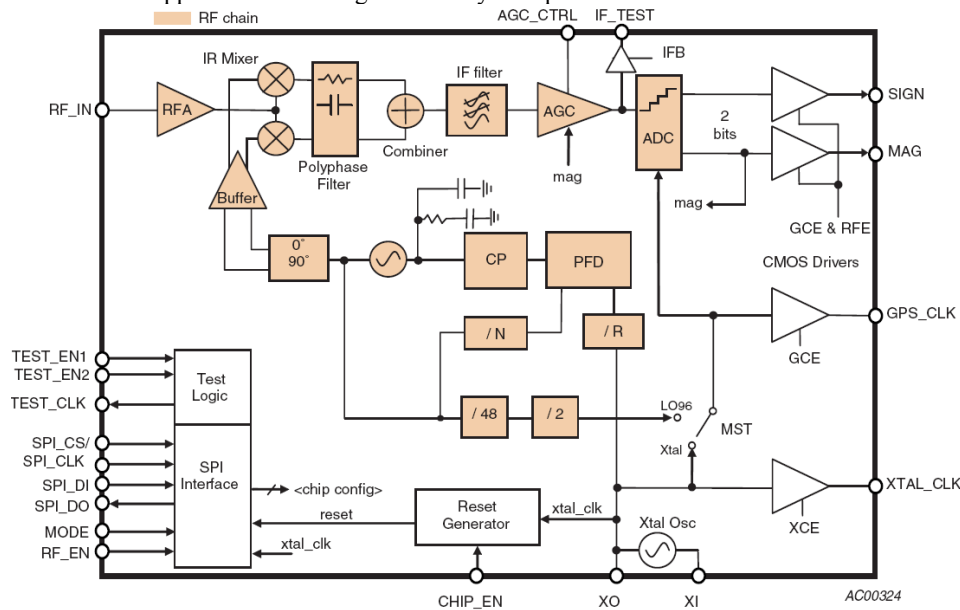 RF chain
AGC_CTRL
IF_TEST
IR Mixer
IFB
IF filter
RF_IN
RFA
AGC
ADC
2
bits
SIGN
MAG
Combiner
Polyphase
Filter
mag
mag
Buffer
GCE & RFE
0°
90°
CP
PFD
CMOS Drivers
/ N
/ R
GPS_CLK
GCE
TEST_EN1
TEST_EN2
TEST_CLK
Test
Logic
/ 48
/ 2
LO96
MST
Xtal
SPI_CS/
SPI_CLK
SPI_DI
SPI_DO
SPI
Interface
<chip config>
XTAL_CLK
XCE
MODE
RF_EN
reset
xtal_clk
Reset
Generator
xtal_clk
Xtal Osc
CHIP_EN
XO
XI
AC00324